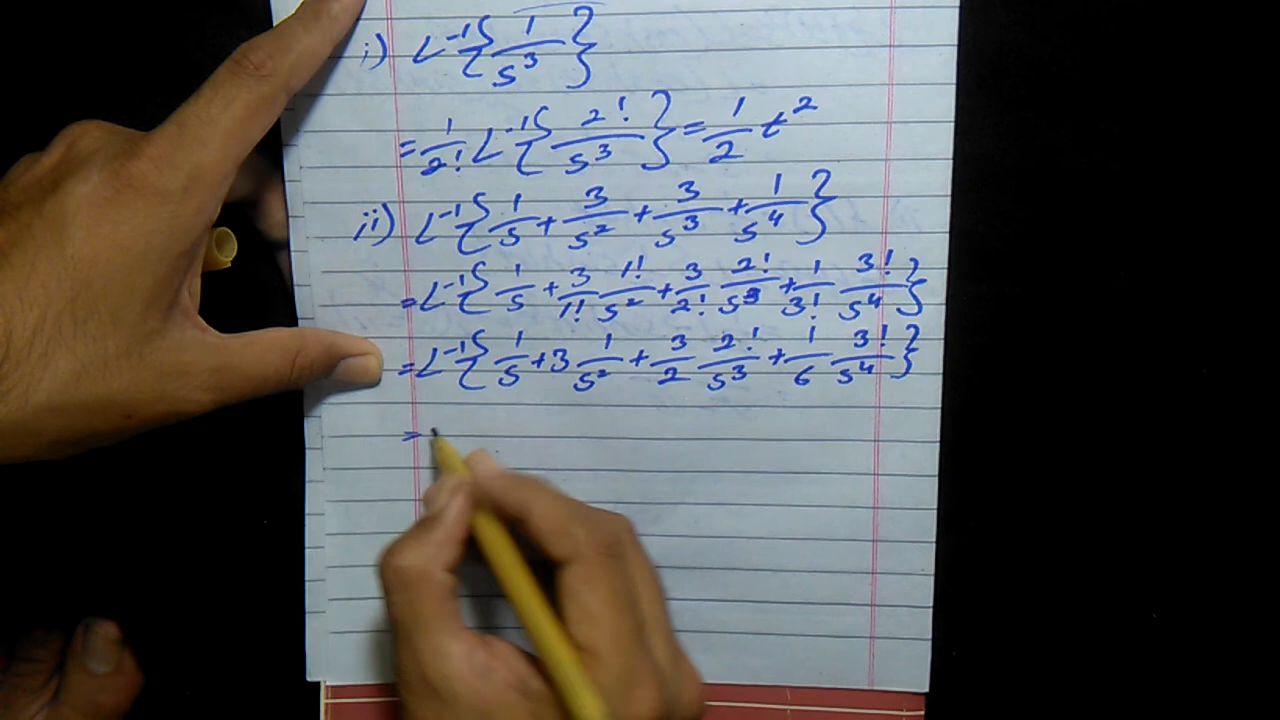 i) L⁻¹{1/s³}
= 1/2! L⁻¹{2!/s³} = 1/2 t²
ii) L⁻¹{1/s + 3/s² + 3/s³ + 1/s⁴}
= L⁻¹{1/s + 3/1! 1!/s² + 3/2! 2!/s³ + 1/3! 3!/s⁴}
= L⁻¹{1/s + 3 1/s² + 3/2 2!/s³ + 1/6 3!/s⁴}
=